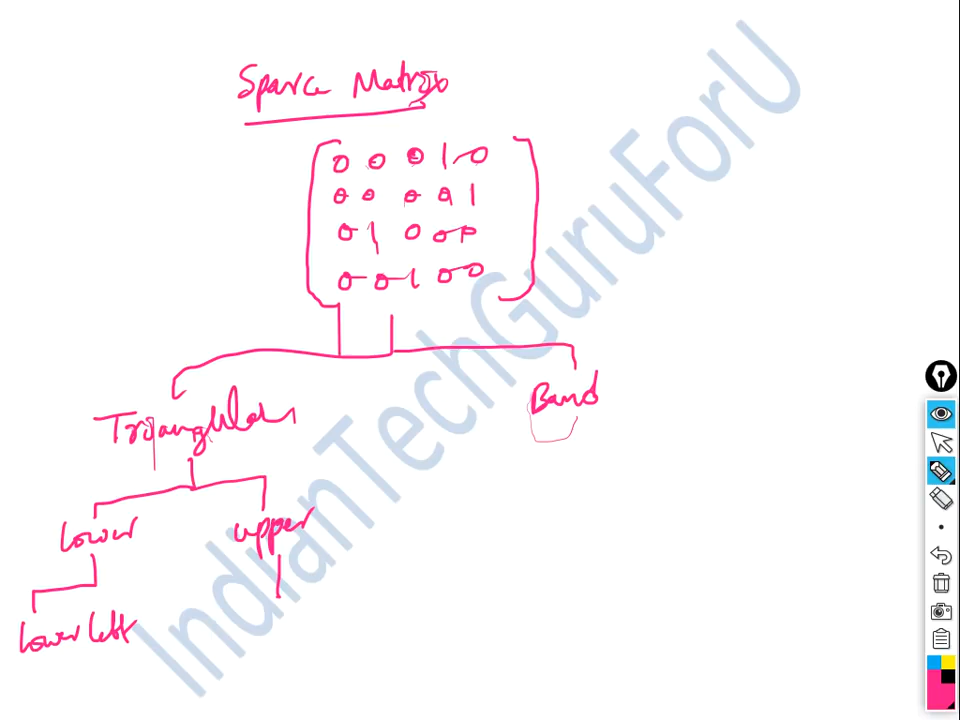 Sparce Matrix
0 0 0 1 0
0 0 0 0 1
0 1 0 0 0
0 0 1 0 0
Triangular
Band
Lower
upper
Lower left
IndianTechGuruForU